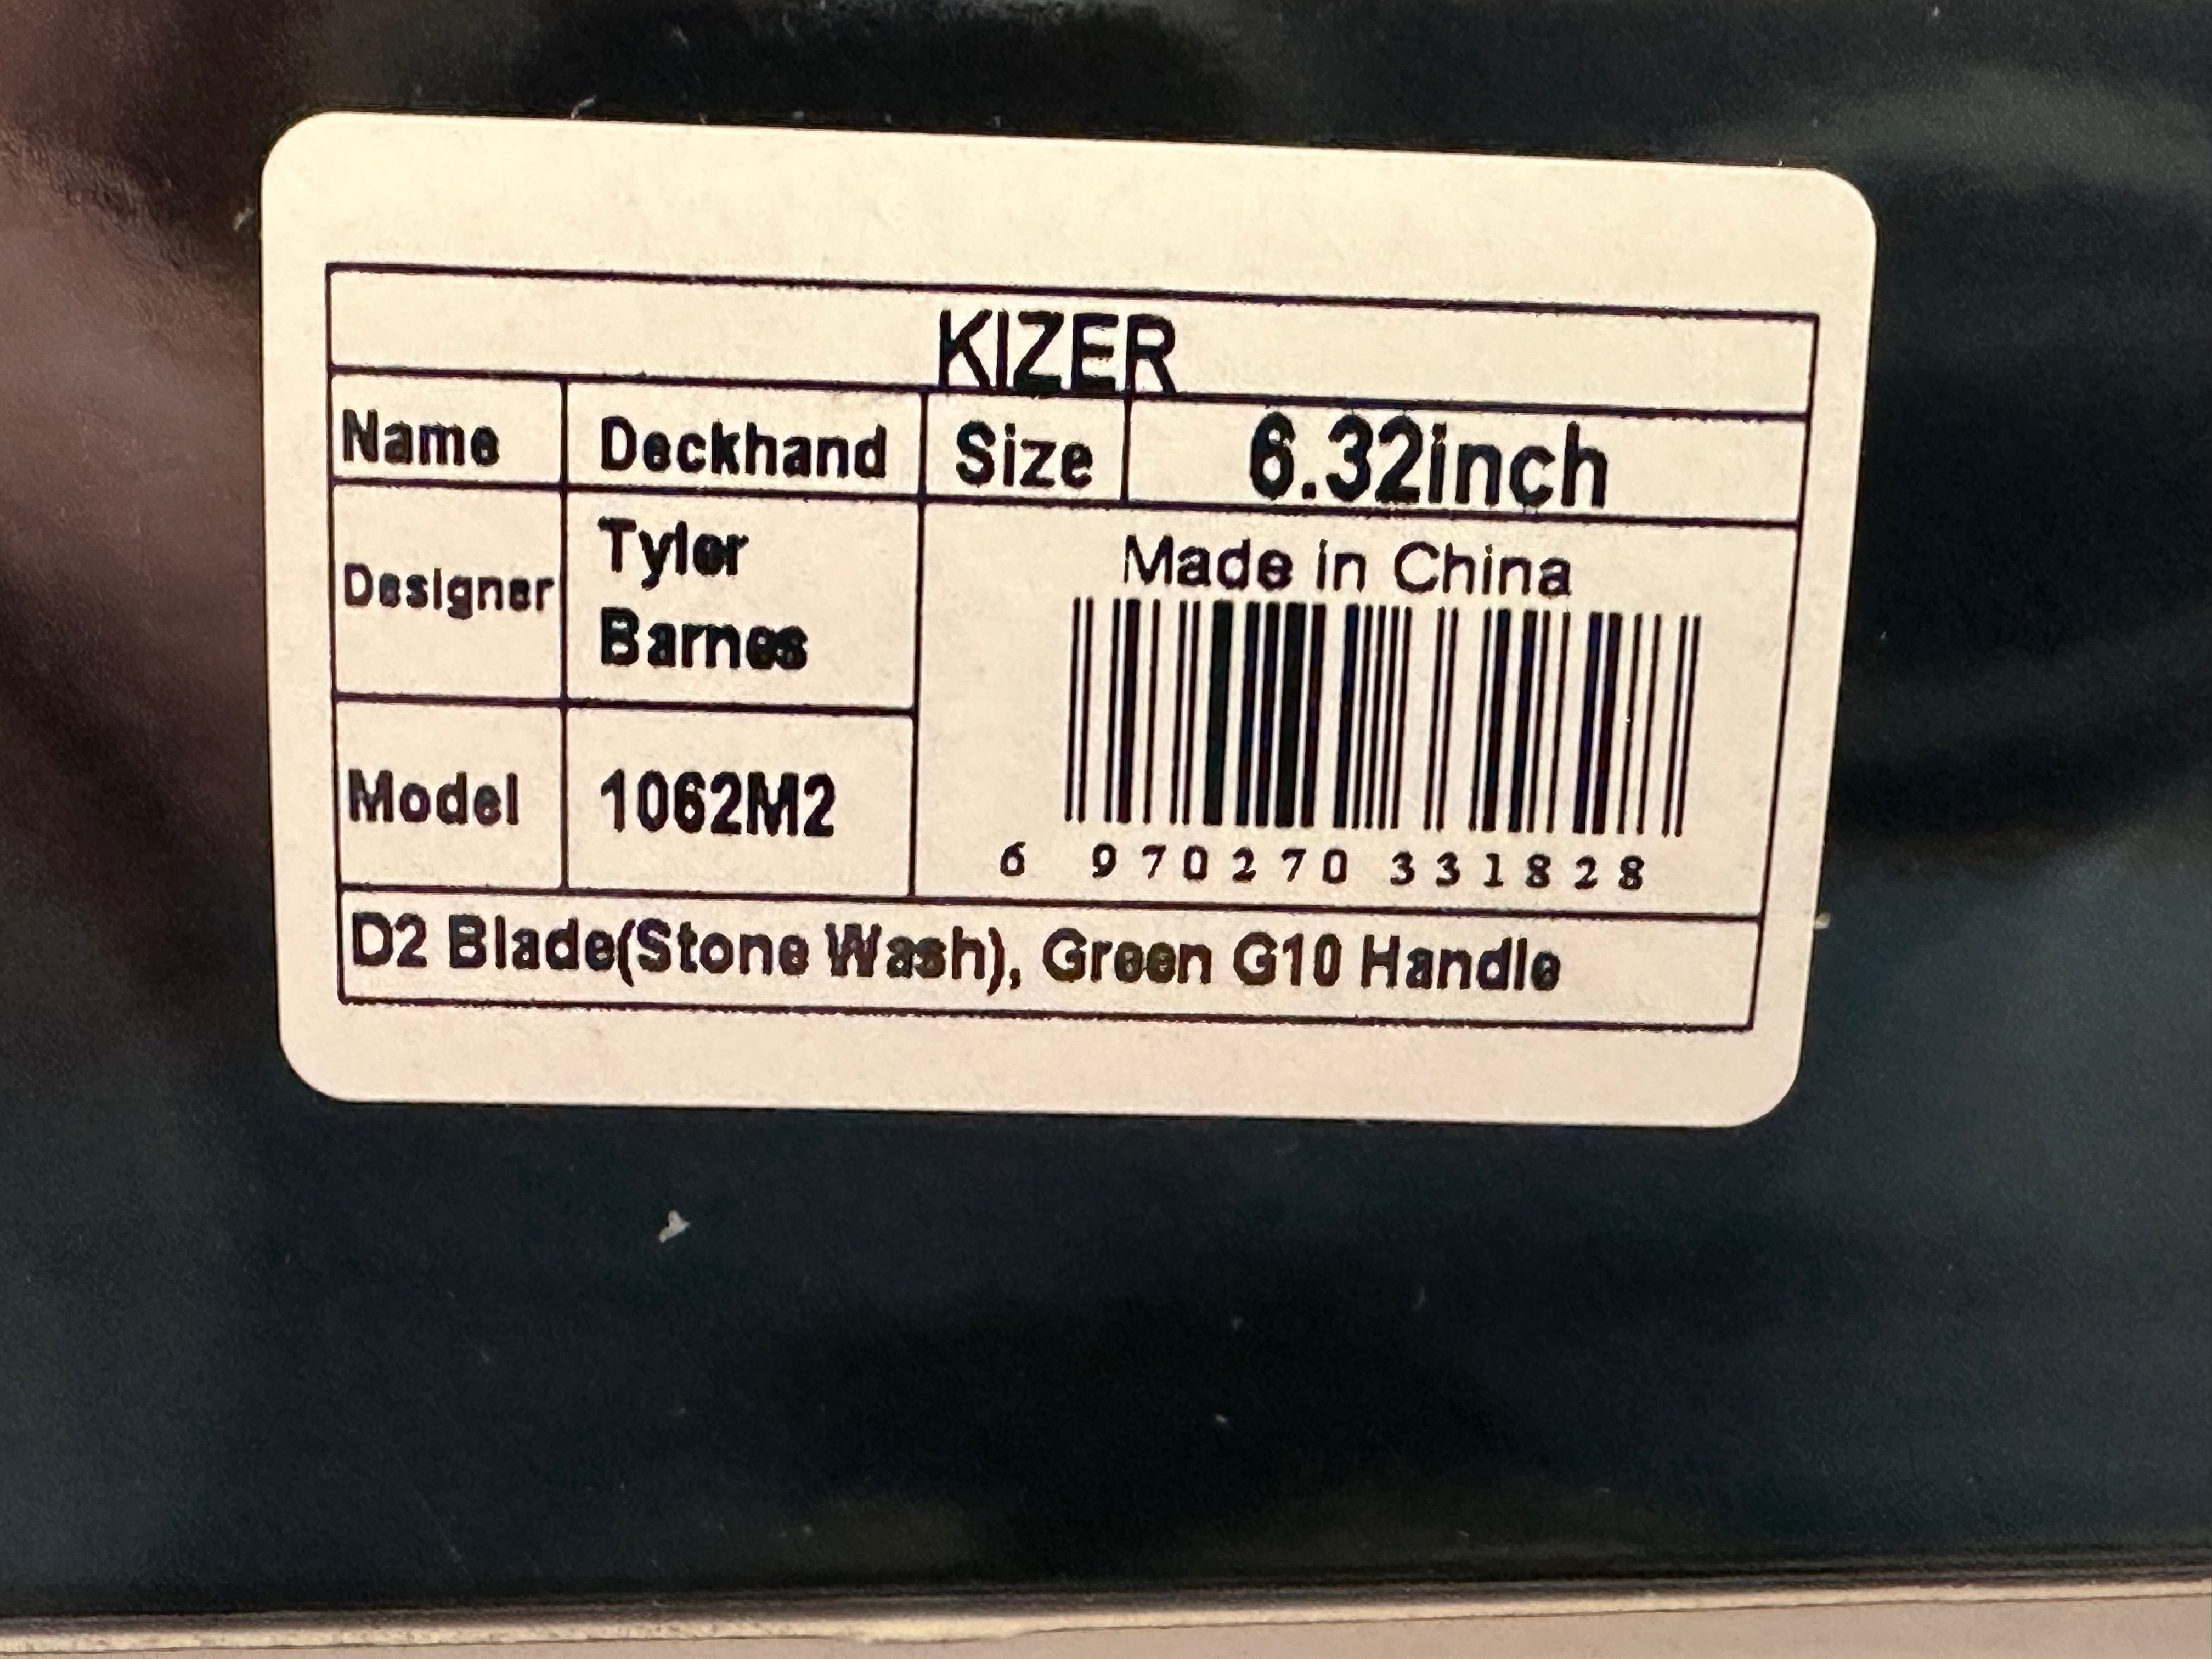 KIZER
Name Deckhand Size 6.32inch
Designer Tyler Barnes
Made in China
Model 1062M2
6 970270 331828
D2 Blade(Stone Wash), Green G10 Handle